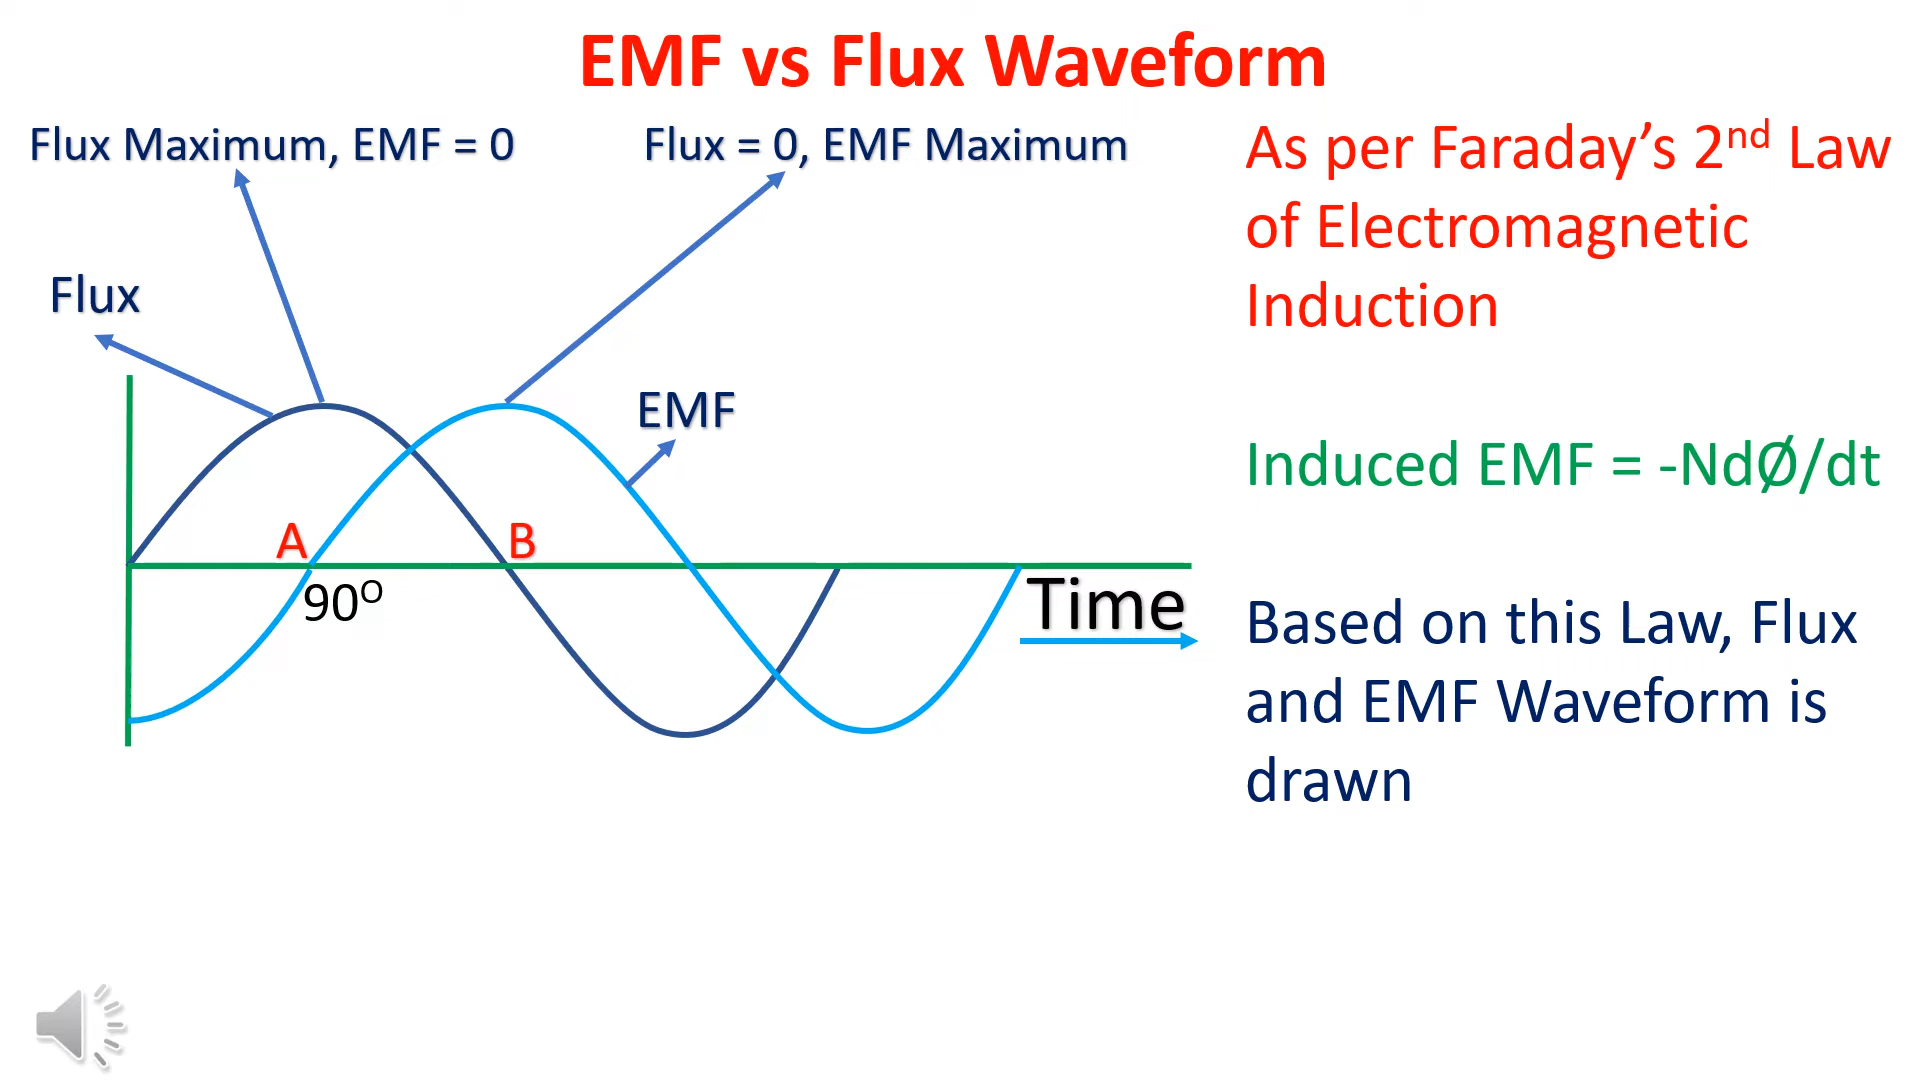 EMF vs Flux Waveform
Flux Maximum, EMF = 0
Flux = 0, EMF Maximum
Flux
EMF
A
B
90⁰
Time
As per Faraday’s 2ⁿᵈ Law
of Electromagnetic
Induction
Induced EMF = -NdØ/dt
Based on this Law, Flux
and EMF Waveform is
drawn